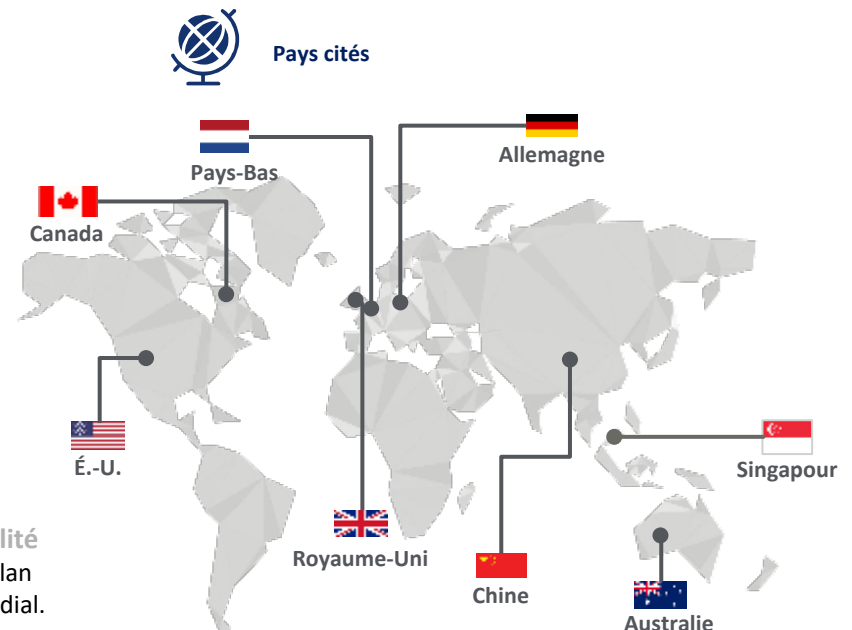 Pays cités
Allemagne
Pays-Bas
Canada
É.-U.
Singapour
Royaume-Uni
Chine
Australie
lité
lan
dial.